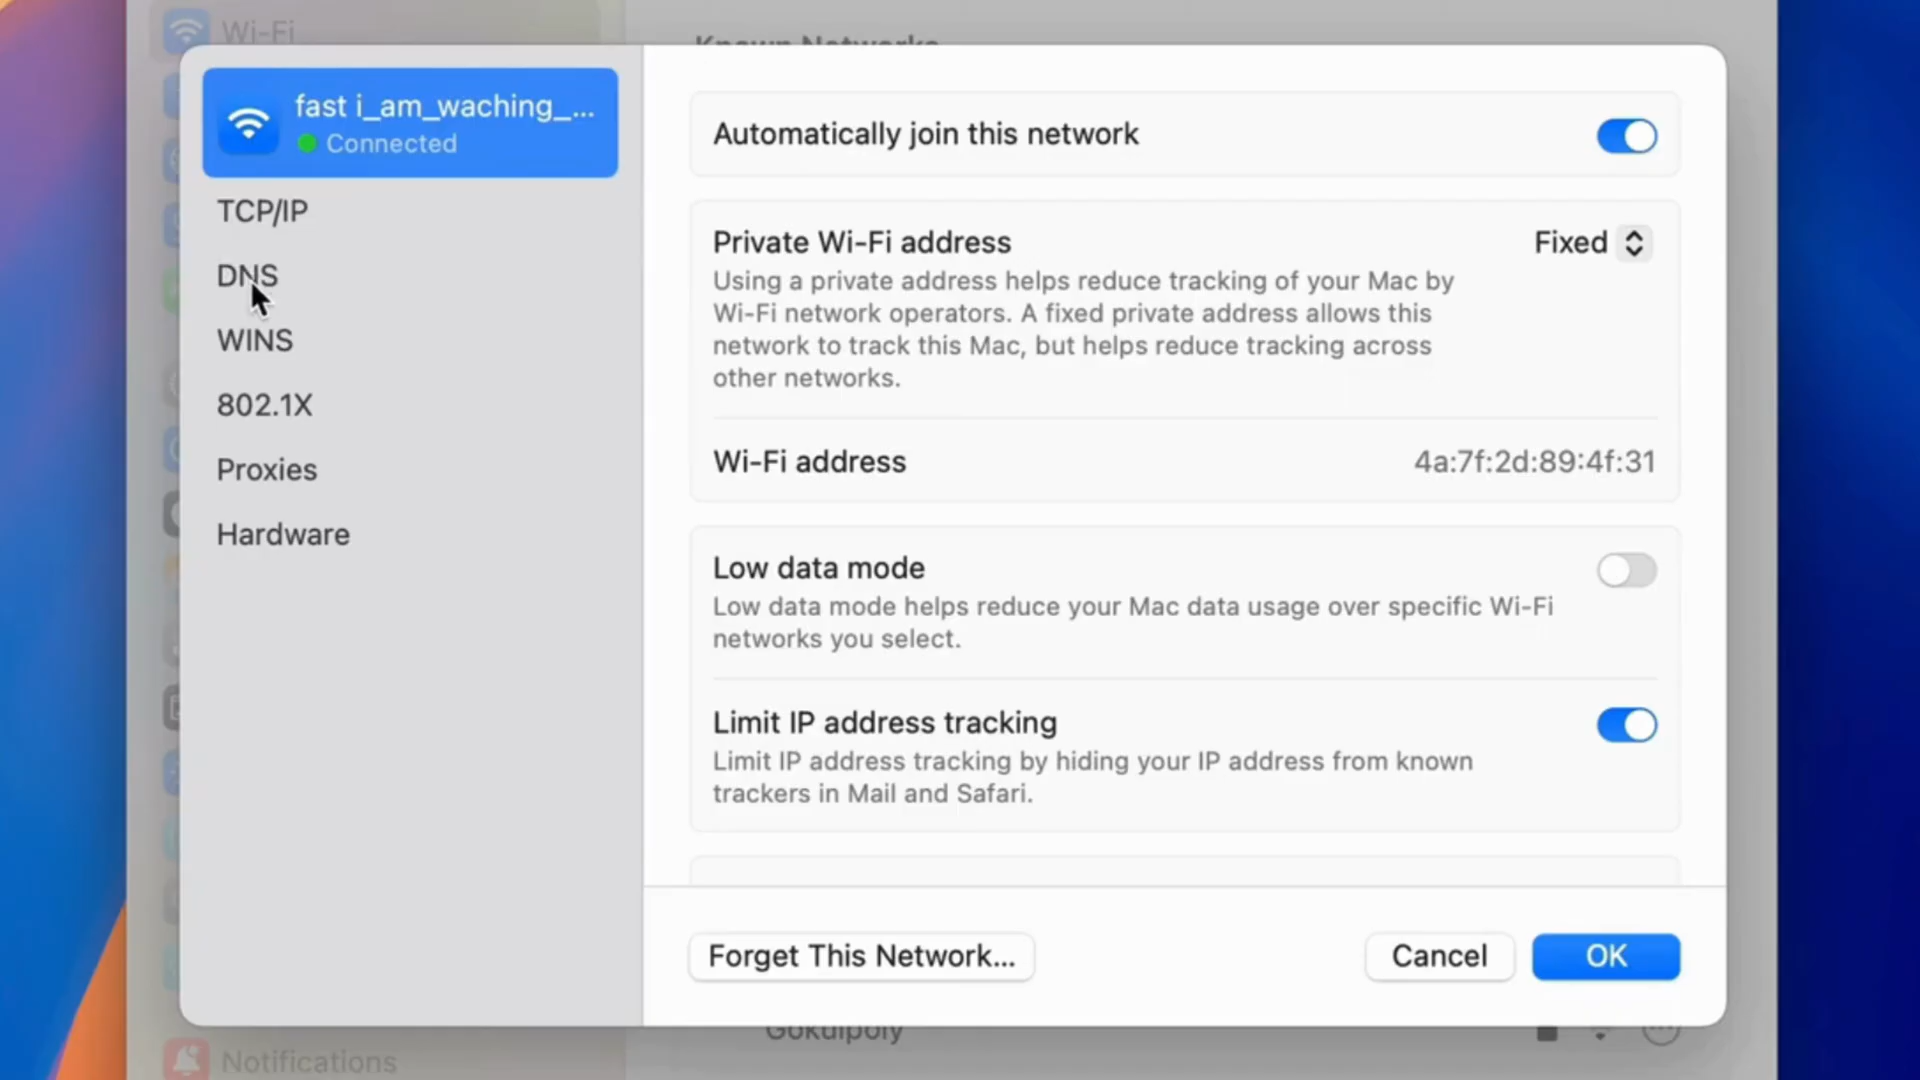 Wi-Fi
Known Networks
fast i_am_waching_...
Connected
TCP/IP
DNS
WINS
802.1X
Proxies
Hardware
Automatically join this network
Private Wi-Fi address
Fixed
Using a private address helps reduce tracking of your Mac by
Wi-Fi network operators. A fixed private address allows this
network to track this Mac, but helps reduce tracking across
other networks.
Wi-Fi address
4a:7f:2d:89:4f:31
Low data mode
Low data mode helps reduce your Mac data usage over specific Wi-Fi
networks you select.
Limit IP address tracking
Limit IP address tracking by hiding your IP address from known
trackers in Mail and Safari.
Forget This Network...
Cancel
OK
Gokdipoly
Notifications